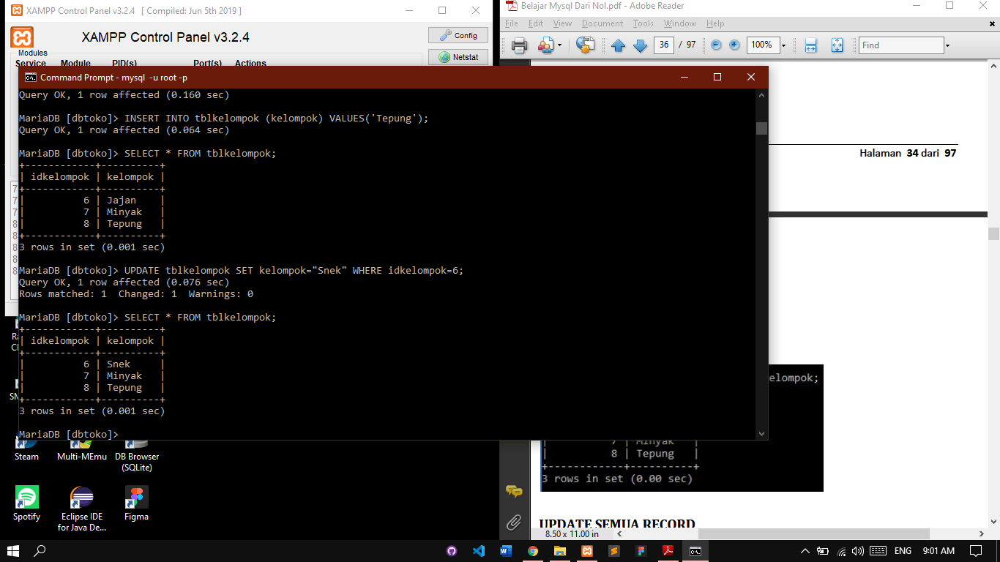 XAMPP Control Panel v3.2.4 [ Compiled: Jun 5th 2019 ]
XAMPP Control Panel v3.2.4
Config
Netstat
Modules
Service Module PID(s) Port(s) Actions
Command Prompt - mysql -u root -p
Query OK, 1 row affected (0.160 sec)
MariaDB [dbtoko]> INSERT INTO tblkelompok (kelompok) VALUES('Tepung');
Query OK, 1 row affected (0.064 sec)
MariaDB [dbtoko]> SELECT * FROM tblkelompok;
+------------+----------+
| idkelompok | kelompok |
+------------+----------+
| 6 | Jajan |
| 7 | Minyak |
| 8 | Tepung |
+------------+----------+
3 rows in set (0.001 sec)
MariaDB [dbtoko]> UPDATE tblkelompok SET kelompok="Snek" WHERE idkelompok=6;
Query OK, 1 row affected (0.076 sec)
Rows matched: 1 Changed: 1 Warnings: 0
MariaDB [dbtoko]> SELECT * FROM tblkelompok;
+------------+----------+
| idkelompok | kelompok |
+------------+----------+
| 6 | Snek |
| 7 | Minyak |
| 8 | Tepung |
+------------+----------+
3 rows in set (0.001 sec)
MariaDB [dbtoko]>
Belajar Mysql Dari Nol.pdf - Adobe Reader
File Edit View Document Tools Window Help
36 / 97 100% Find
Halaman 34 dari 97
elompok;
| 7 | Minyak |
| 8 | Tepung |
+------------+----------+
3 rows in set (0.00 sec)
UPDATE SEMUA RECORD
8.50 x 11.00 in
Steam
Multi-MEmu
DB Browser
(SQLite)
Spotify
Eclipse IDE
for Java De...
Figma
ENG 9:01 AM